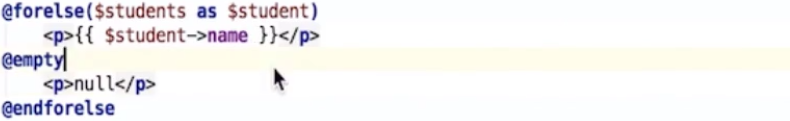 @forelse($students as $student)
    <p>{{ $student->name }}</p>
@empty
    <p>null</p>
@endforelse